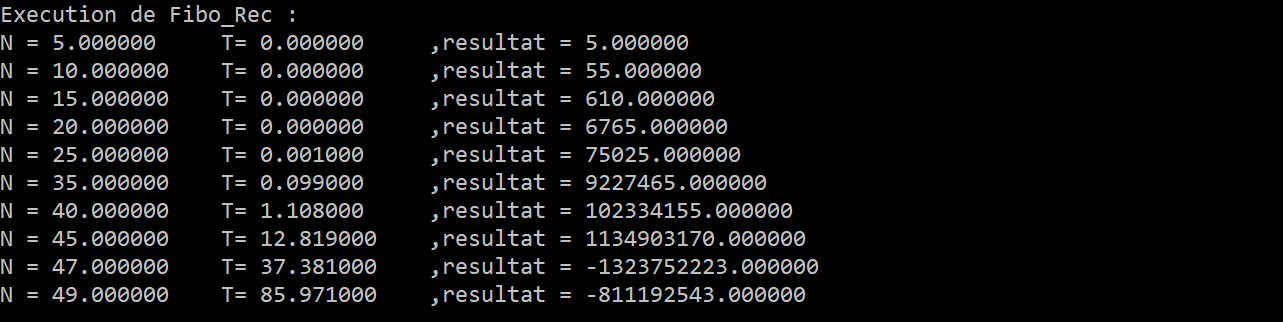 Execution de Fibo_Rec :
N = 5.000000 T= 0.000000 ,resultat = 5.000000
N = 10.000000 T= 0.000000 ,resultat = 55.000000
N = 15.000000 T= 0.000000 ,resultat = 610.000000
N = 20.000000 T= 0.000000 ,resultat = 6765.000000
N = 25.000000 T= 0.001000 ,resultat = 75025.000000
N = 35.000000 T= 0.099000 ,resultat = 9227465.000000
N = 40.000000 T= 1.108000 ,resultat = 102334155.000000
N = 45.000000 T= 12.819000 ,resultat = 1134903170.000000
N = 47.000000 T= 37.381000 ,resultat = -1323752223.000000
N = 49.000000 T= 85.971000 ,resultat = -811192543.000000